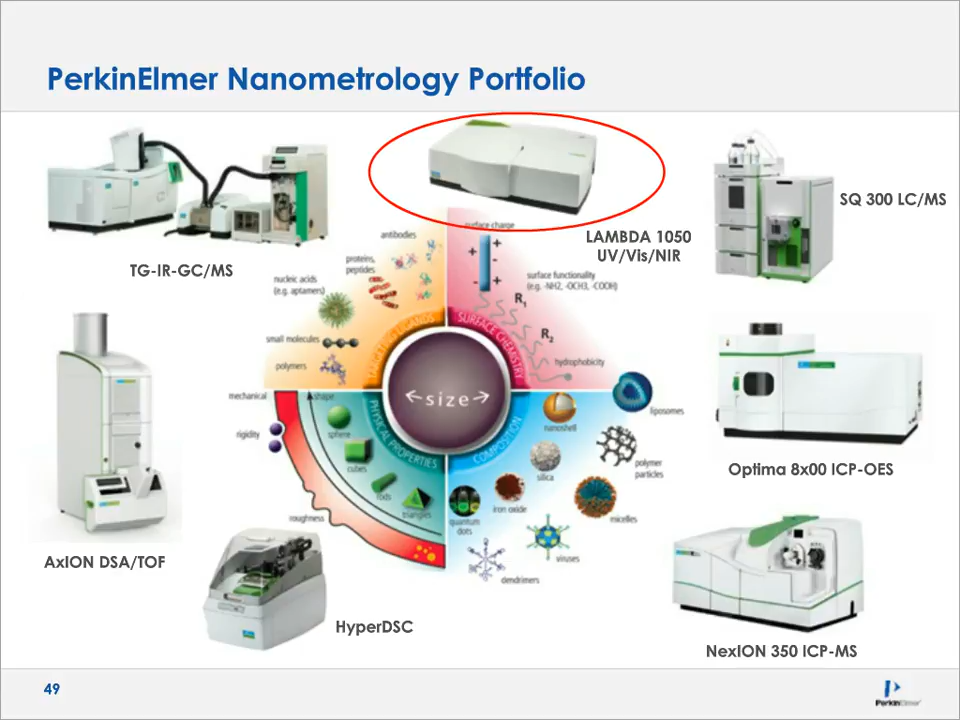 PerkinElmer Nanometrology Portfolio
SQ 300 LC/MS
surface charge
antibodies
LAMBDA 1050
UV/Vis/NIR
TG-IR-GC/MS
proteins,
peptides
nucleic acids
(e.g. aptamers)
+
+
-
-
+
surface functionality
(e.g. -NH2, -OCH3, -COOH)
R1
R2
small molecules
polymers
hydrophobicity
TARGETING LIGANDS
SURFACE CHEMISTRY
size
mechanical
shape
rigidity
sphere
cubes
rods
triangles
roughness
PHYSICAL PROPERTIES
COMPOSITION
liposomes
nanoshell
silica
polymer
particles
iron oxide
quantum
dots
micelles
viruses
dendrimers
Optima 8x00 ICP-OES
AxION DSA/TOF
HyperDSC
NexION 350 ICP-MS
49
PerkinElmer